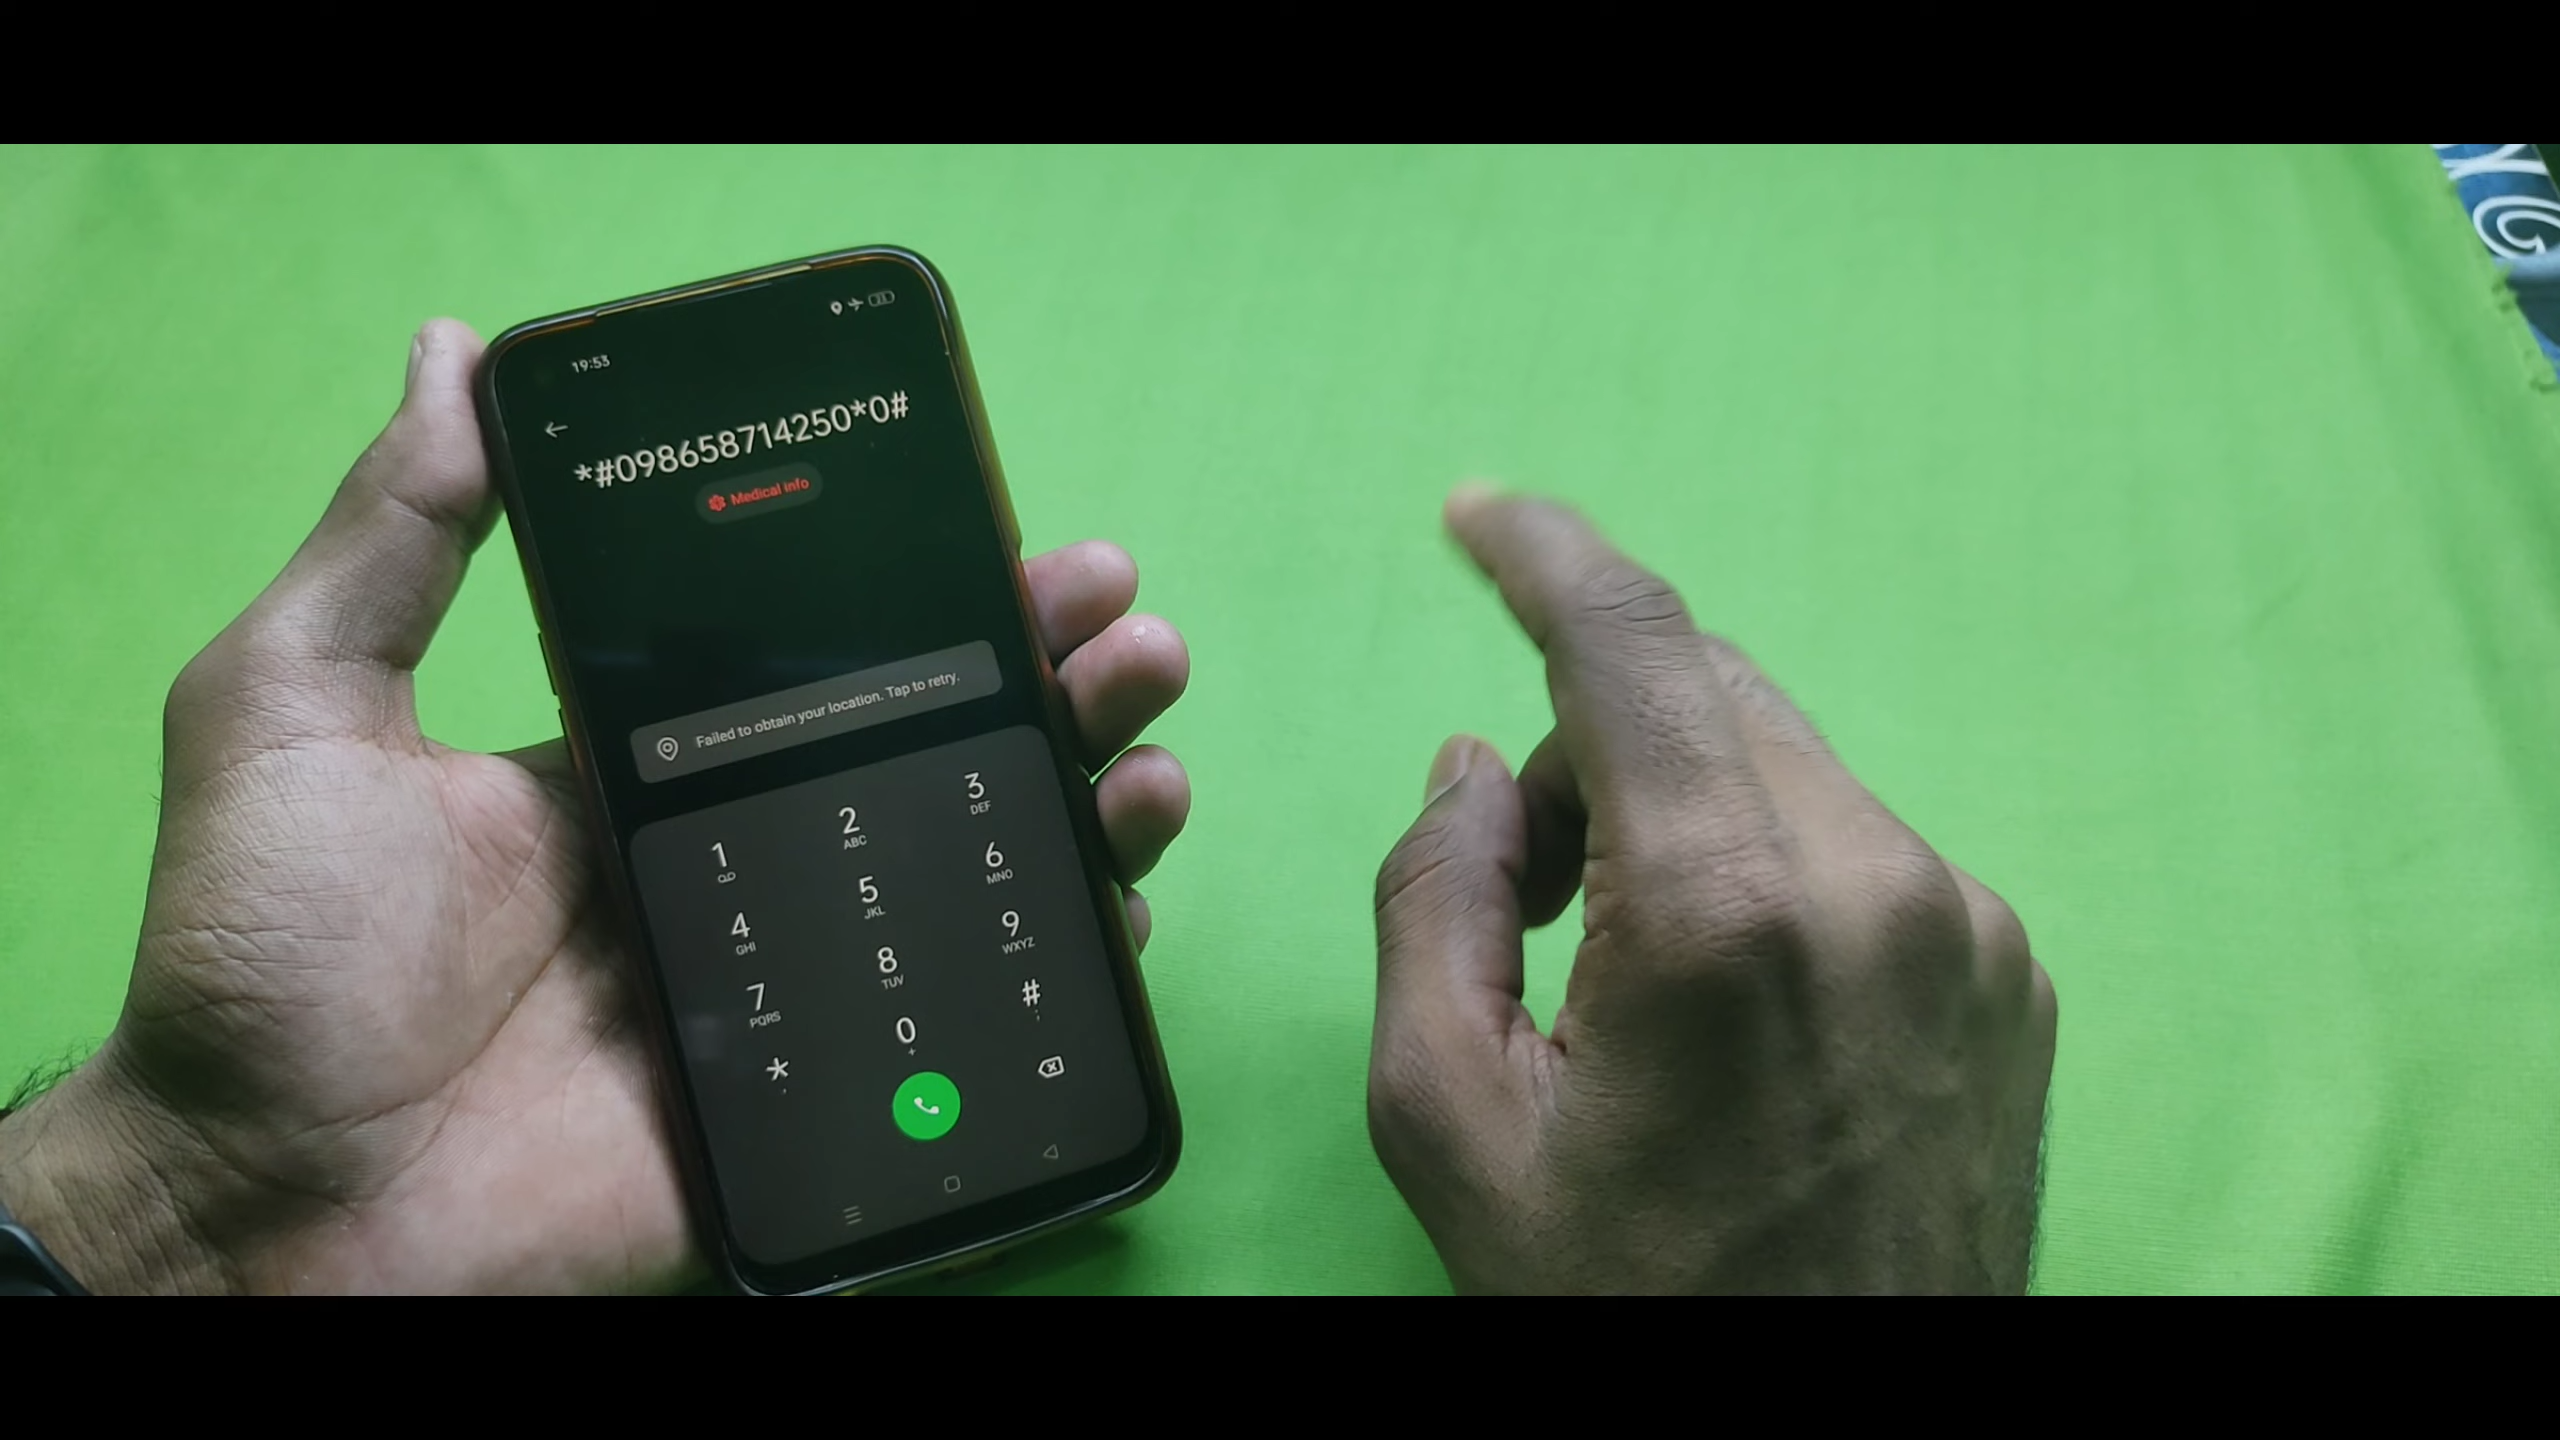 19:53
*#098658714250*0#
Medical info
Failed to obtain your location. Tap to retry.
1 2 ABC 3 DEF
4 GHI 5 JKL 6 MNO
7 PQRS 8 TUV 9 WXYZ
* , 0 + # ;